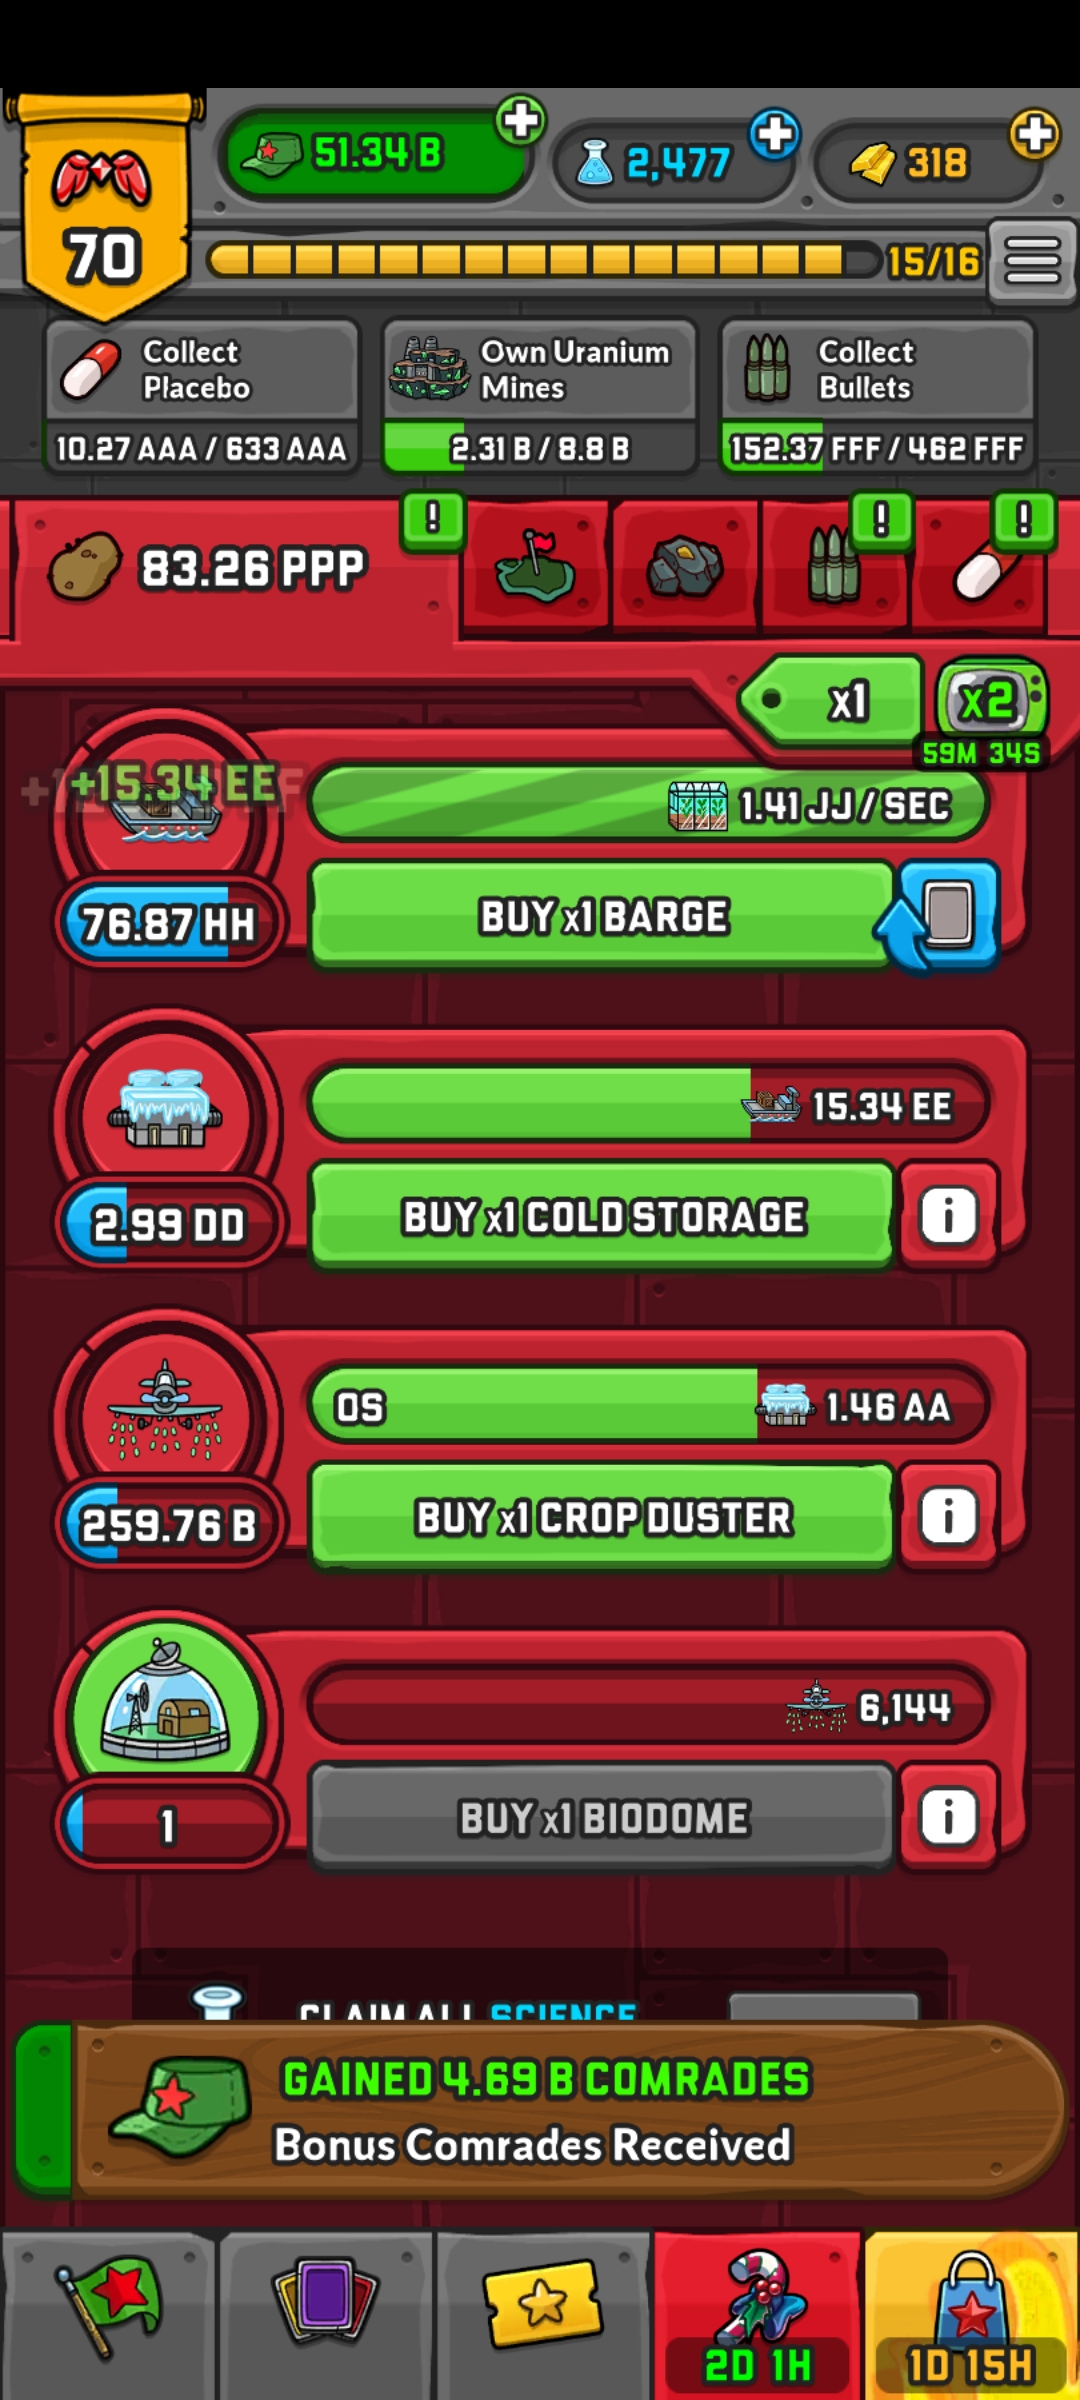 51.34 B
2,477
318
70
15/16
Collect
Placebo
10.27 AAA / 633 AAA
Own Uranium
Mines
2.31 B / 8.8 B
Collect
Bullets
152.37 FFF / 462 FFF
83.26 PPP
!
!
!
x1
x2
59M 34S
+15.34 EE
1.41 JJ / SEC
76.87 HH
BUY x1 BARGE
15.34 EE
2.99 DD
BUY x1 COLD STORAGE
i
0S
1.46 AA
259.76 B
BUY x1 CROP DUSTER
i
6,144
1
BUY x1 BIODOME
i
CLAIM ALL SCIENCE
GAINED 4.69 B COMRADES
Bonus Comrades Received
2D 1H
1D 15H